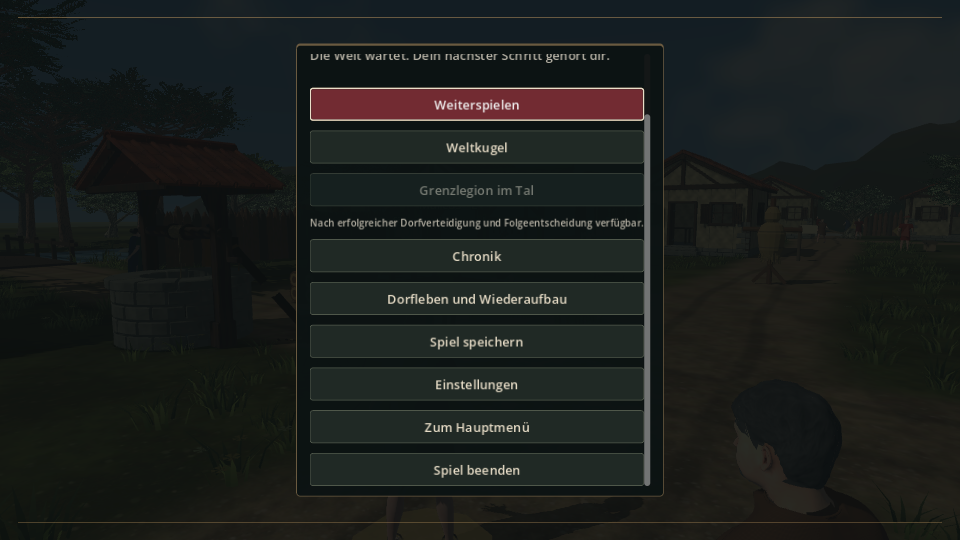 Die Welt wartet. Dein nächster Schritt gehört dir.
Weiterspielen
Weltkugel
Grenzlegion im Tal
Nach erfolgreicher Dorfverteidigung und Folgeentscheidung verfügbar.
Chronik
Dorfleben und Wiederaufbau
Spiel speichern
Einstellungen
Zum Hauptmenü
Spiel beenden